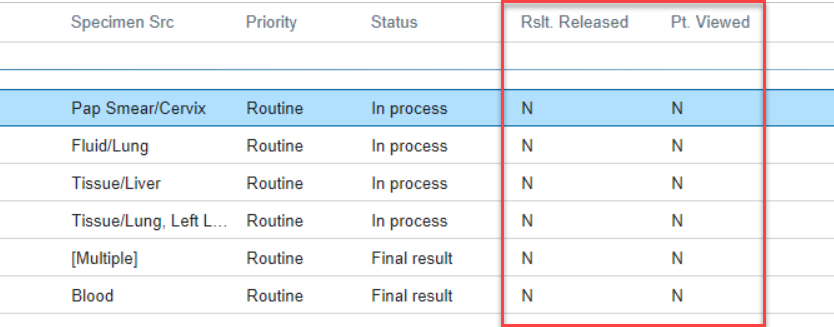 Specimen Src Priority Status Rslt. Released Pt. Viewed
Pap Smear/Cervix Routine In process N N
Fluid/Lung Routine In process N N
Tissue/Liver Routine In process N N
Tissue/Lung, Left L... Routine In process N N
[Multiple] Routine Final result N N
Blood Routine Final result N N